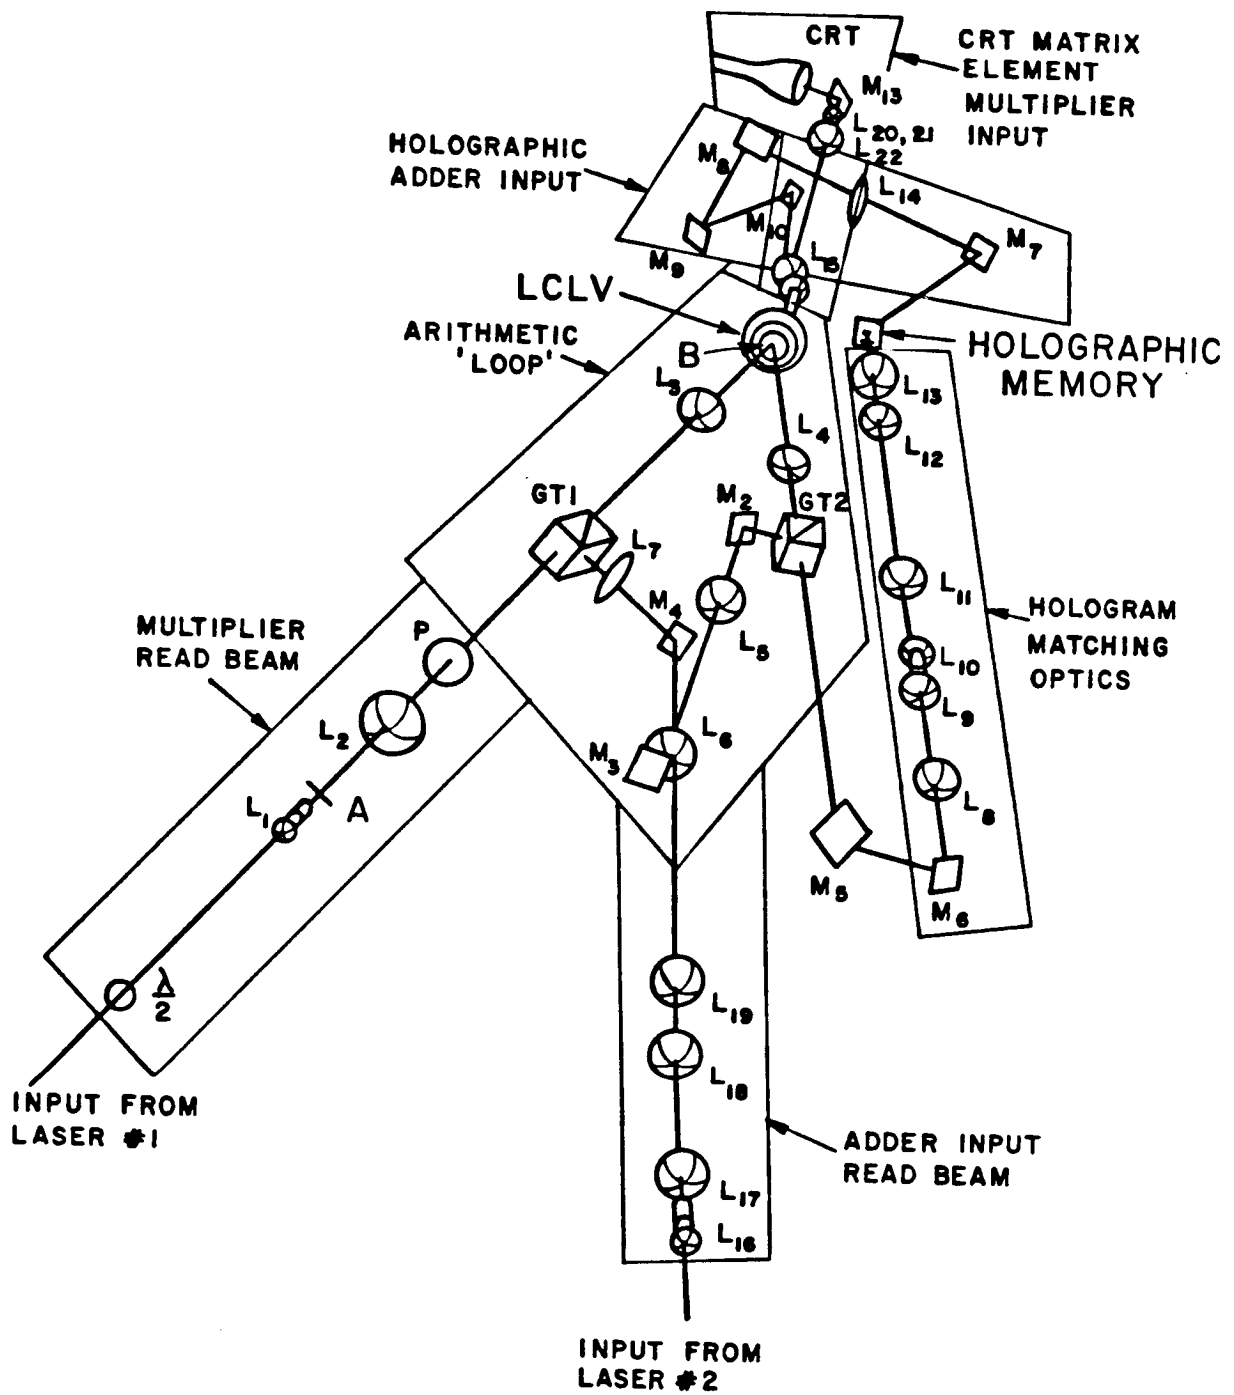 CRT
CRT MATRIX
ELEMENT
MULTIPLIER
INPUT
M13
L20,21
L22
HOLOGRAPHIC
ADDER INPUT
M8
L14
M10
M7
M9
L15
LCLV
ARITHMETIC
'LOOP'
B
HOLOGRAPHIC
MEMORY
L3
L13
L4
L12
GT1
M2
GT2
L7
M4
L11
HOLOGRAM
MATCHING
OPTICS
MULTIPLIER
READ BEAM
P
L5
L10
L9
L2
L6
M3
L1
A
L8
M5
M6
λ/2
L19
L18
INPUT FROM
LASER #1
ADDER INPUT
READ BEAM
L17
L16
INPUT FROM
LASER #2